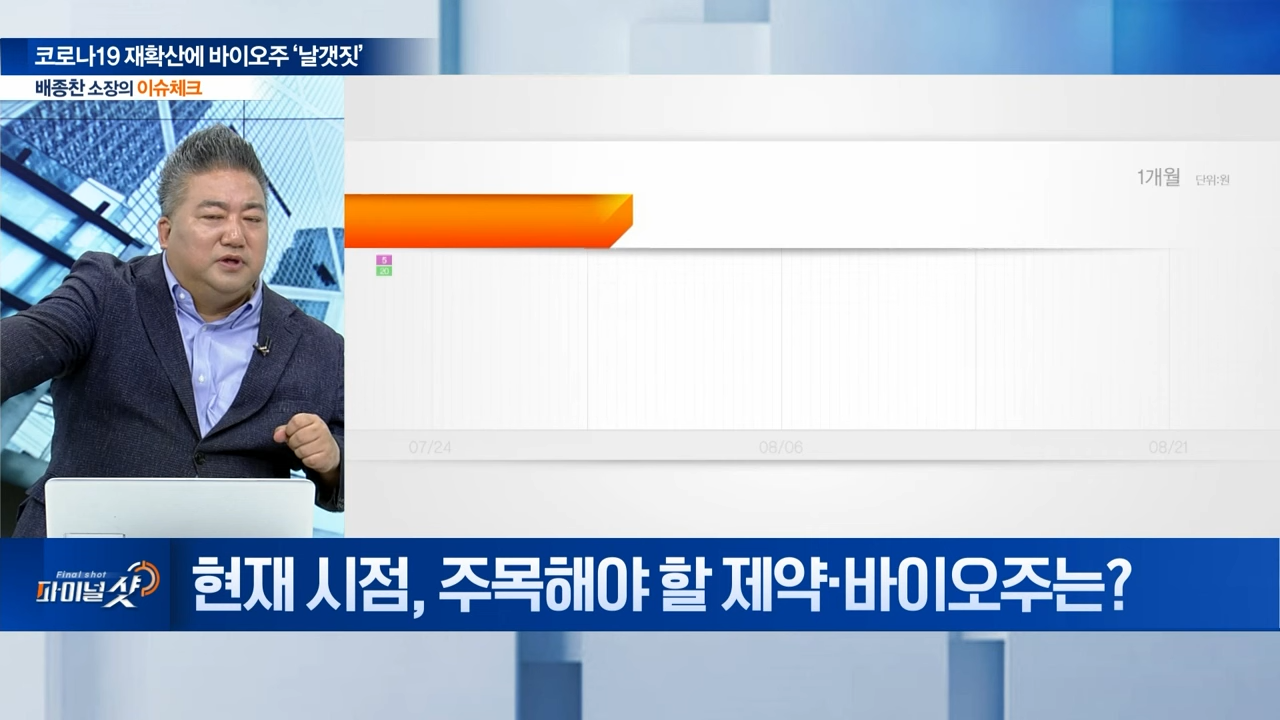 코로나19 재확산에 바이오주 ‘날갯짓’
배종찬 소장의 이슈체크
1개월 단위:원
5
20
07/24 08/06 08/21
Final shot
파이널샷
현재 시점, 주목해야 할 제약·바이오주는?